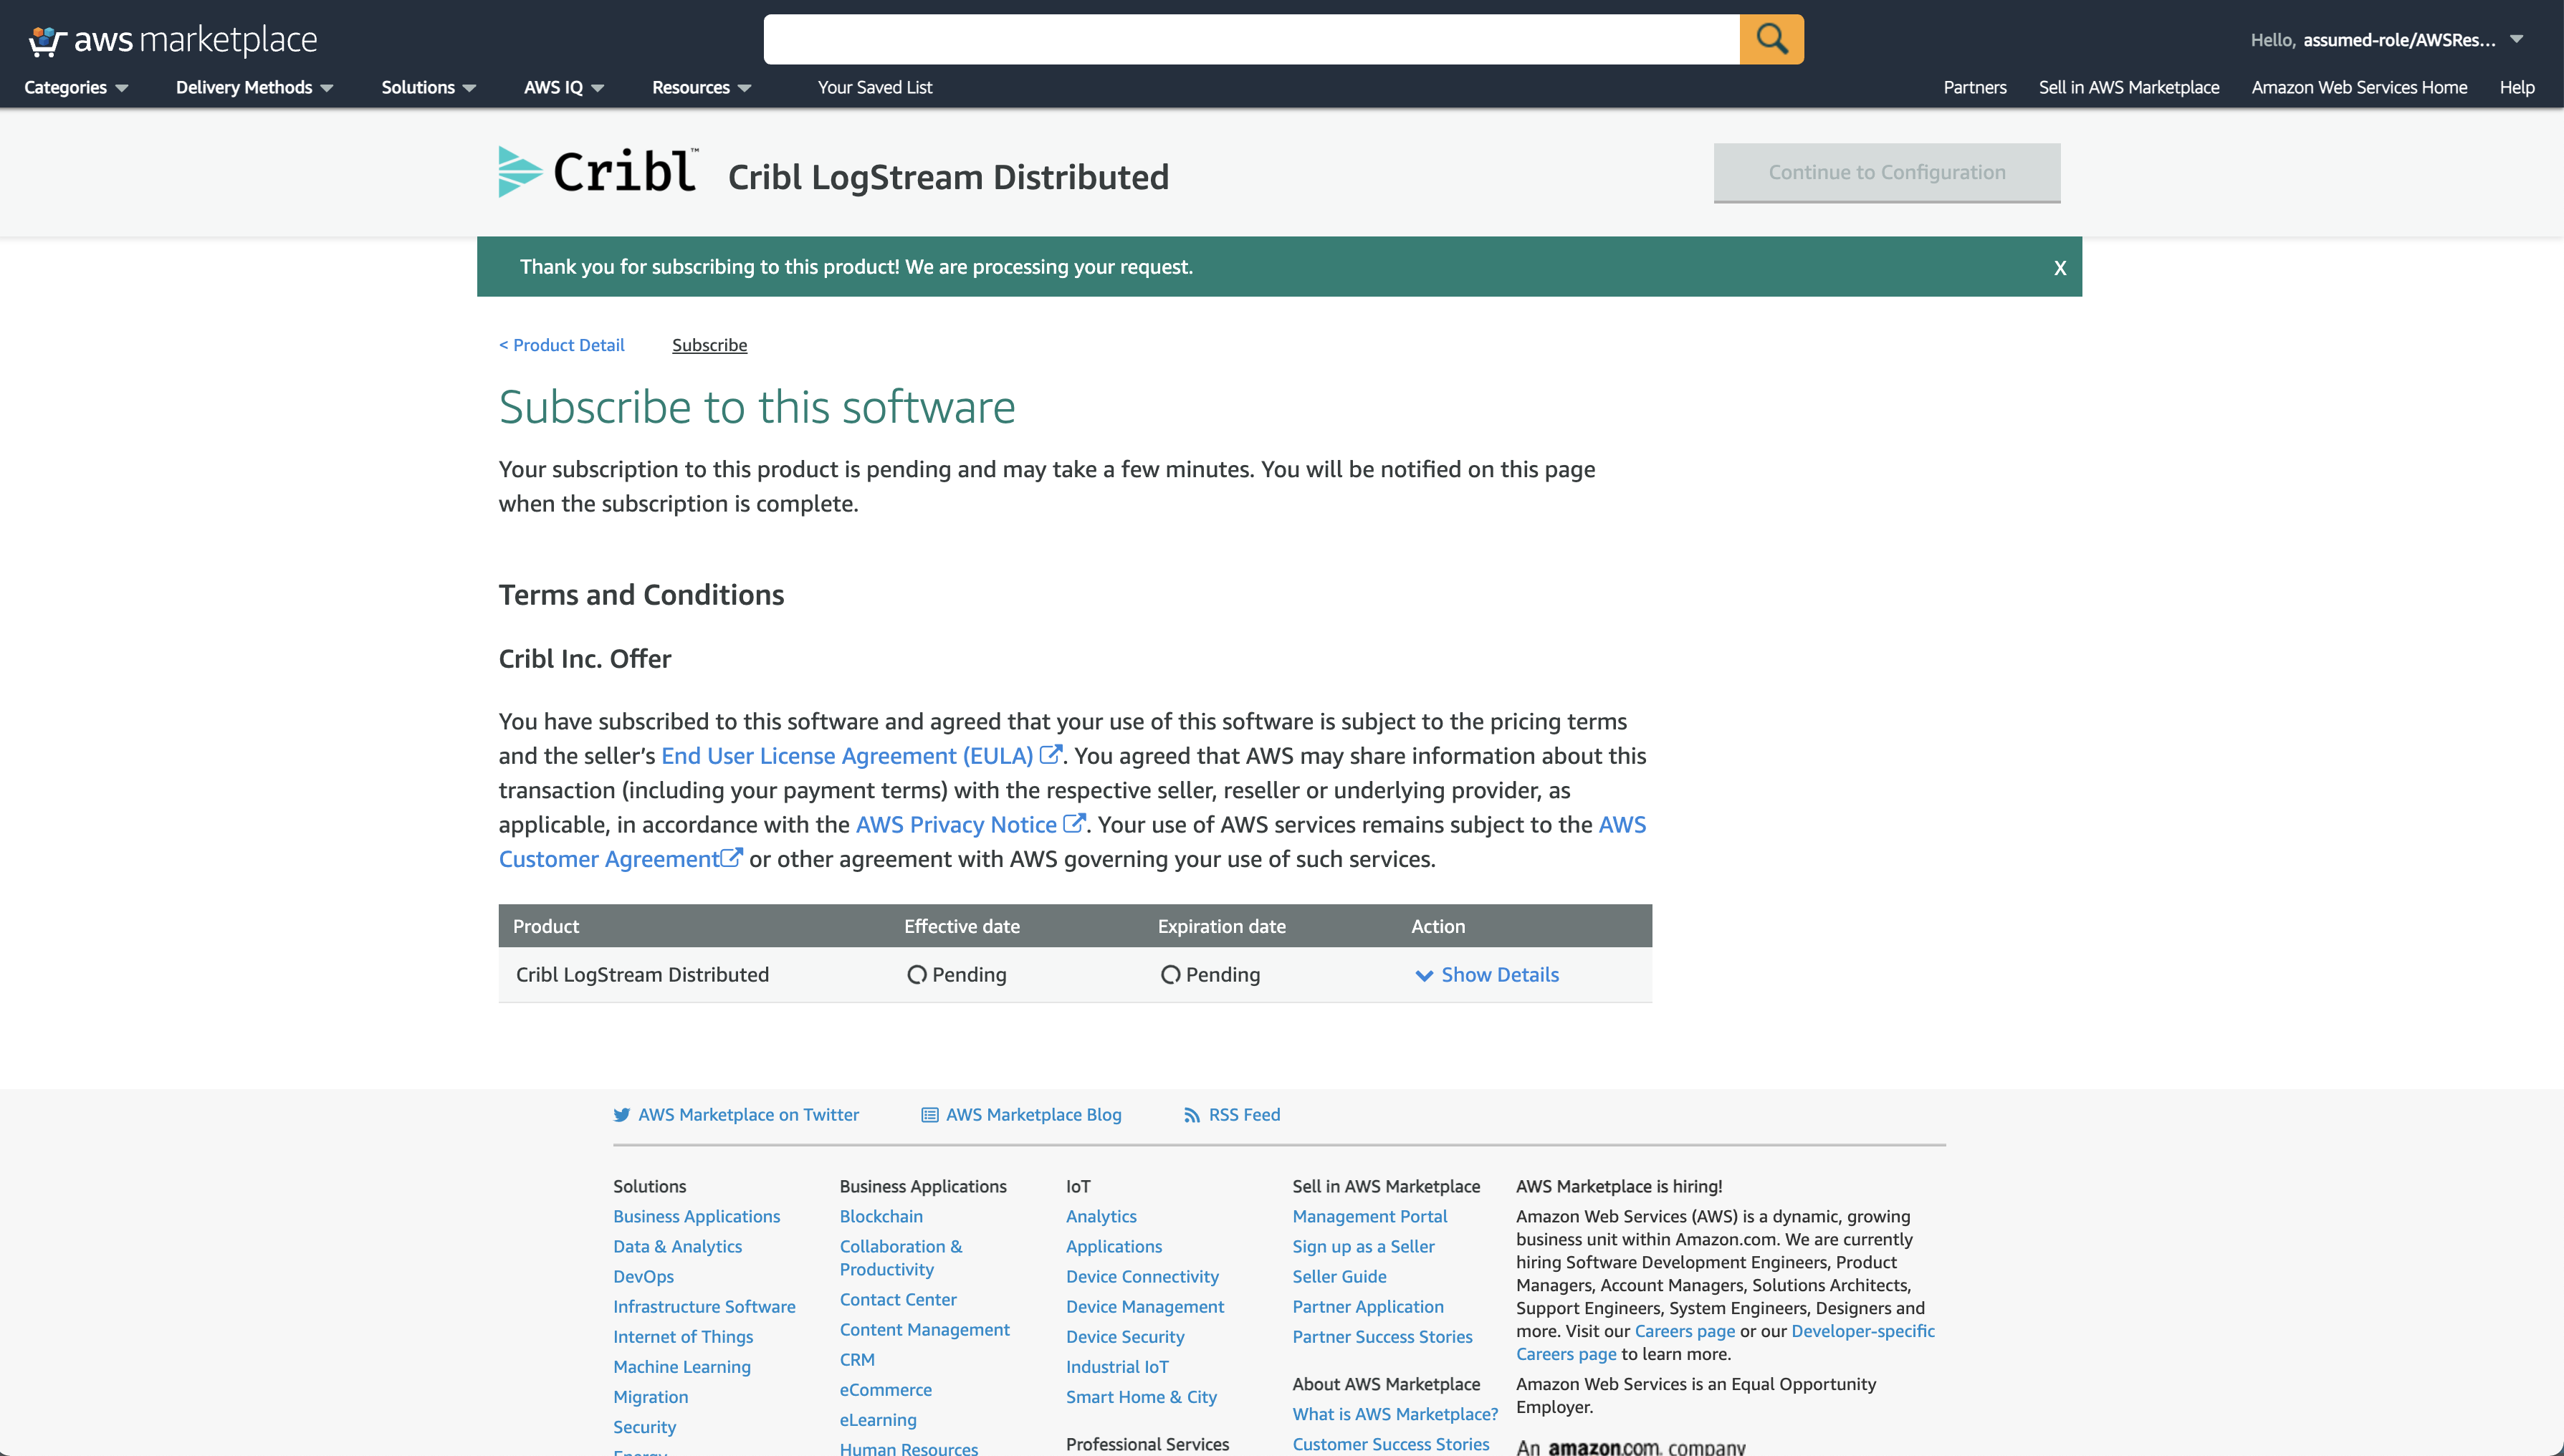 aws marketplace
Hello, assumed-role/AWSRes...
Categories
Delivery Methods
Solutions
AWS IQ
Resources
Your Saved List
Partners
Sell in AWS Marketplace
Amazon Web Services Home
Help
Cribl™
Cribl LogStream Distributed
Continue to Configuration
Thank you for subscribing to this product! We are processing your request.
X
< Product Detail
Subscribe
Subscribe to this software
Your subscription to this product is pending and may take a few minutes. You will be notified on this page
when the subscription is complete.
Terms and Conditions
Cribl Inc. Offer
You have subscribed to this software and agreed that your use of this software is subject to the pricing terms
and the seller’s End User License Agreement (EULA). You agreed that AWS may share information about this
transaction (including your payment terms) with the respective seller, reseller or underlying provider, as
applicable, in accordance with the AWS Privacy Notice. Your use of AWS services remains subject to the AWS
Customer Agreement or other agreement with AWS governing your use of such services.
Product Effective date Expiration date Action
Cribl LogStream Distributed Pending Pending Show Details
AWS Marketplace on Twitter
AWS Marketplace Blog
RSS Feed
Solutions
Business Applications
Data & Analytics
DevOps
Infrastructure Software
Internet of Things
Machine Learning
Migration
Security
Energy
Business Applications
Blockchain
Collaboration &
Productivity
Contact Center
Content Management
CRM
eCommerce
eLearning
Human Resources
IoT
Analytics
Applications
Device Connectivity
Device Management
Device Security
Industrial IoT
Smart Home & City
Professional Services
Sell in AWS Marketplace
Management Portal
Sign up as a Seller
Seller Guide
Partner Application
Partner Success Stories
About AWS Marketplace
What is AWS Marketplace?
Customer Success Stories
AWS Marketplace is hiring!
Amazon Web Services (AWS) is a dynamic, growing
business unit within Amazon.com. We are currently
hiring Software Development Engineers, Product
Managers, Account Managers, Solutions Architects,
Support Engineers, System Engineers, Designers and
more. Visit our Careers page or our Developer-specific
Careers page to learn more.
Amazon Web Services is an Equal Opportunity
Employer.
An amazon.com. company